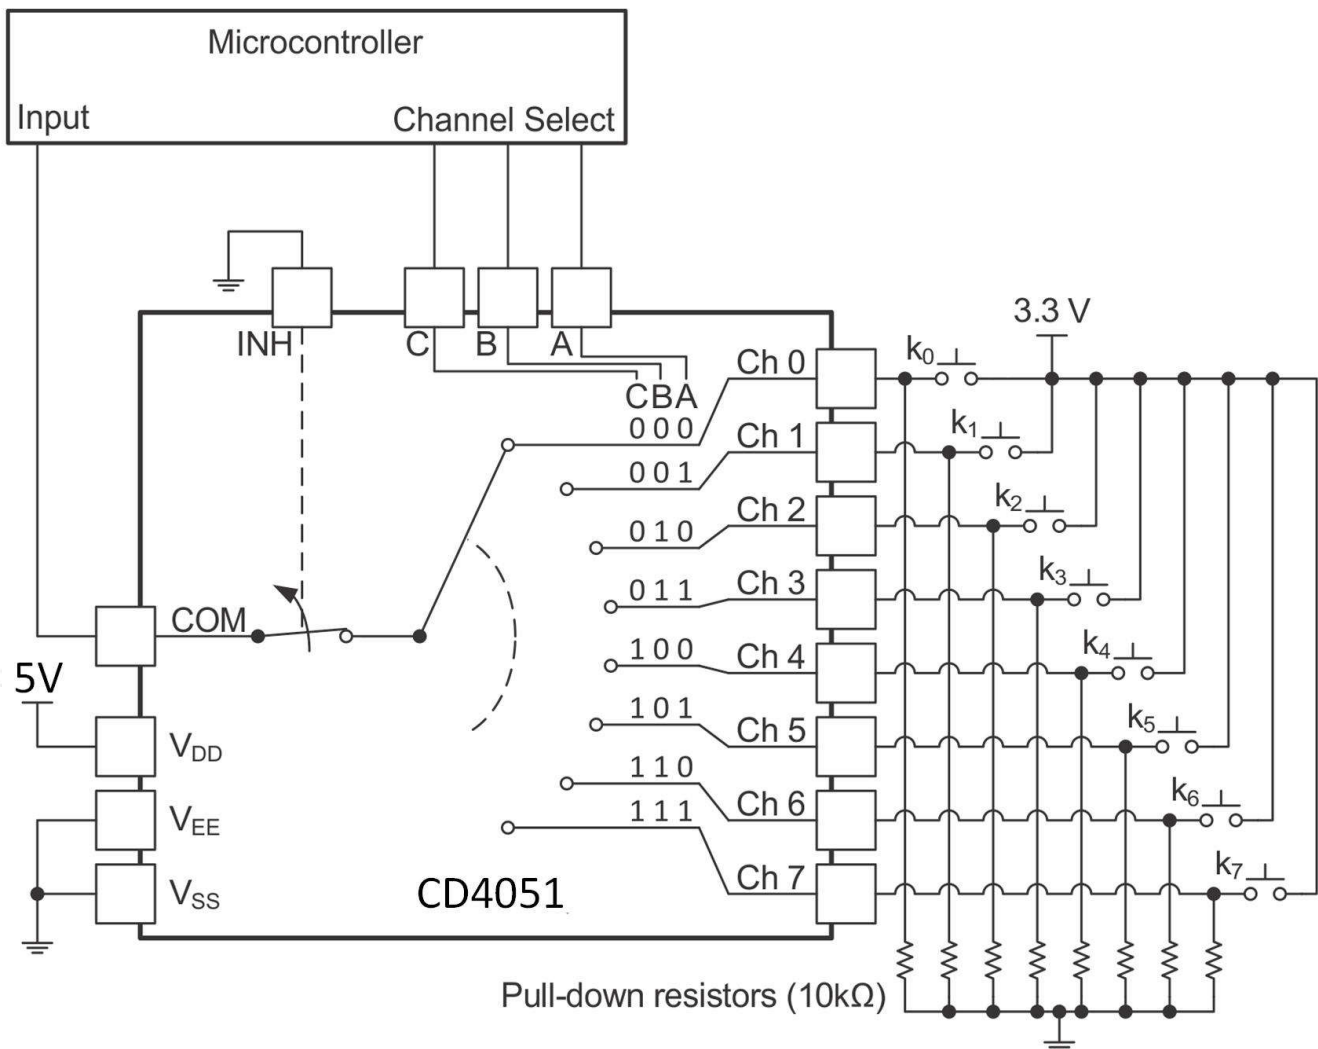 Microcontroller
Input
Channel Select
INH
C
B
A
CBA
000
001
010
011
100
101
110
111
Ch 0
Ch 1
Ch 2
Ch 3
Ch 4
Ch 5
Ch 6
Ch 7
3.3 V
k0
k1
k2
k3
k4
k5
k6
k7
COM
5V
VDD
VEE
VSS
CD4051
Pull-down resistors (10kΩ)